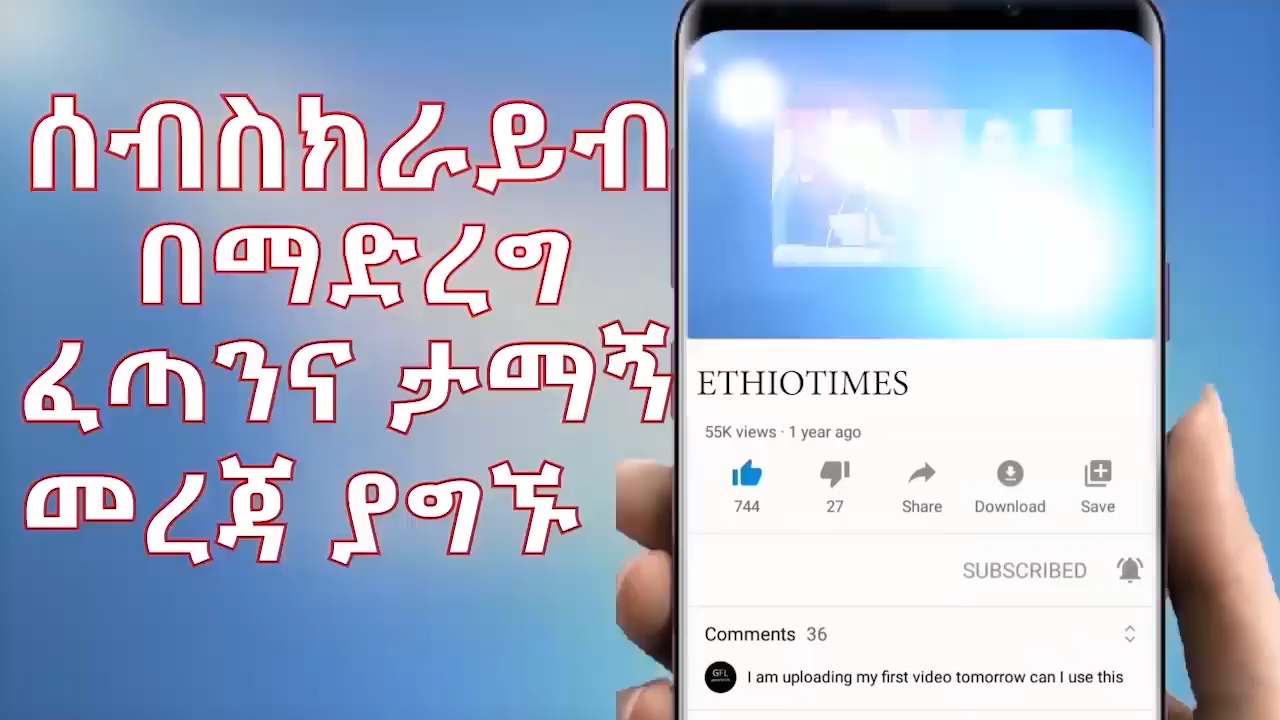 ሰብስክራይብ
በማድረግ
ፈጣንና ታማኝ
መረጃ ያግኙ
ETHIOTIMES
55K views · 1 year ago
744 27 Share Download Save
SUBSCRIBED
Comments 36
GFL
I am uploading my first video tomorrow can I use this